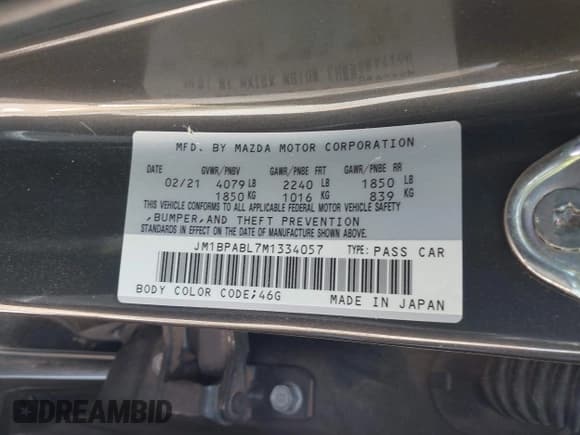 MFD. BY MAZDA MOTOR CORPORATION
DATE GVWR/PNBV GAWR/PNBE FRT GAWR/PNBE RR
02/21 4079 LB 2240 LB 1850 LB
1850 KG 1016 KG 839 KG
THIS VEHICLE CONFORMS TO ALL APPLICABLE FEDERAL MOTOR VEHICLE SAFETY
,BUMPER,AND THEFT PREVENTION
STANDARDS IN EFFECT ON THE DATE OF MANUFACTURE SHOWN ABOVE.
JM1BPABL7M1334057 TYPE: PASS CAR
BODY COLOR CODE;46G MADE IN JAPAN
DREAMBID